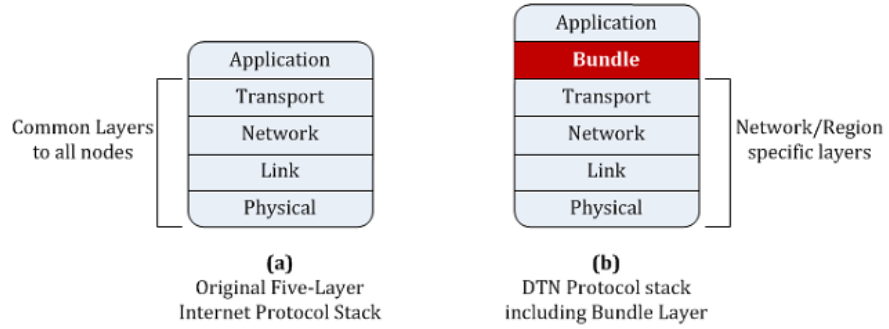 Application
Transport
Network
Link
Physical
Common Layers
to all nodes
(a)
Original Five-Layer
Internet Protocol Stack
Application
Bundle
Transport
Network
Link
Physical
Network/Region
specific layers
(b)
DTN Protocol stack
including Bundle Layer